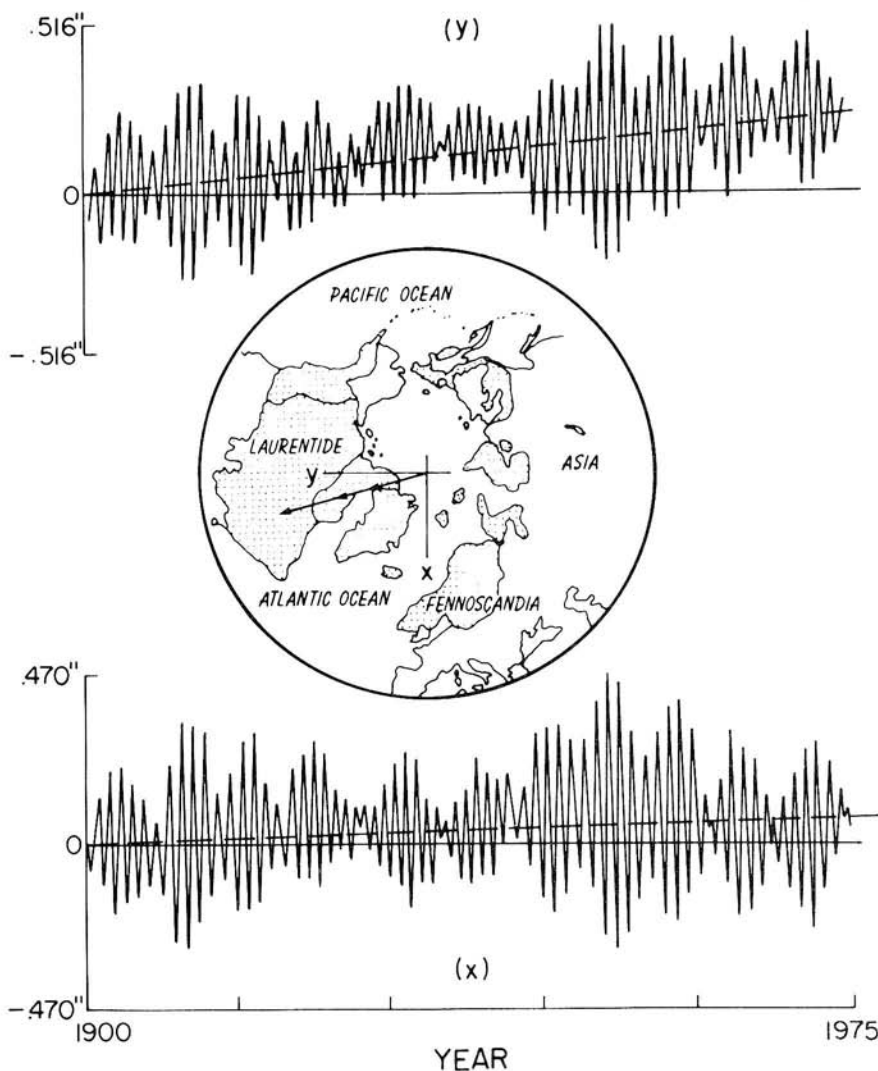 .516"
(y)
0
-.516"
PACIFIC OCEAN
LAURENTIDE
y
ASIA
x
ATLANTIC OCEAN
FENNOSCANDIA
.470"
0
(x)
-.470"
1900
1975
YEAR